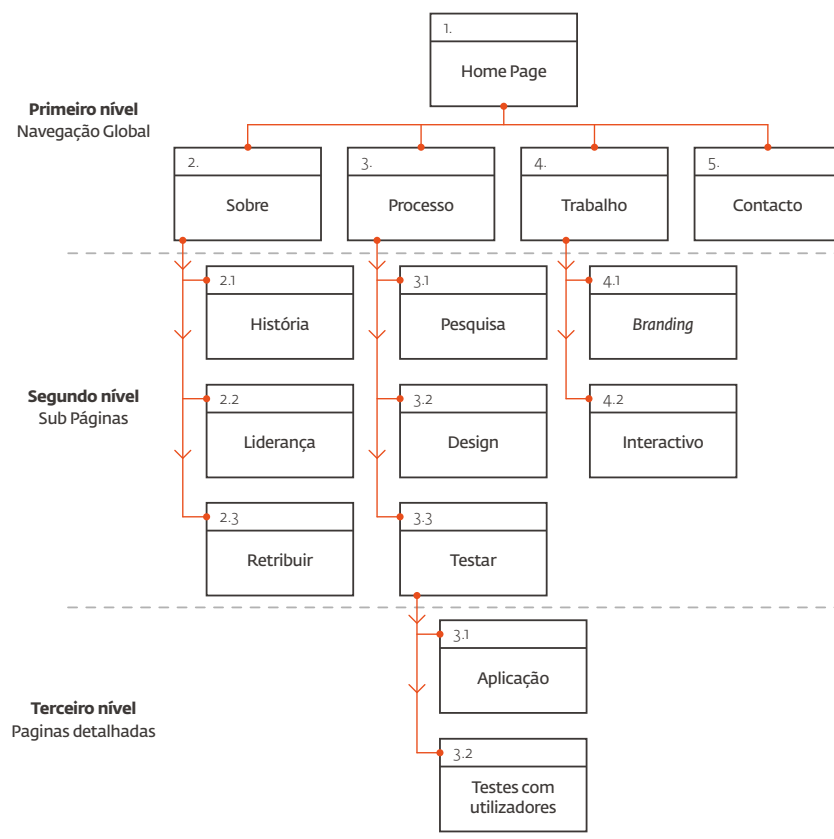 1.
Home Page
Primeiro nível
Navegação Global
2.
Sobre
3.
Processo
4.
Trabalho
5.
Contacto
2.1
História
3.1
Pesquisa
4.1
Branding
Segundo nível
Sub Páginas
2.2
Liderança
3.2
Design
4.2
Interactivo
2.3
Retribuir
3.3
Testar
3.1
Aplicação
Terceiro nível
Paginas detalhadas
3.2
Testes com
utilizadores